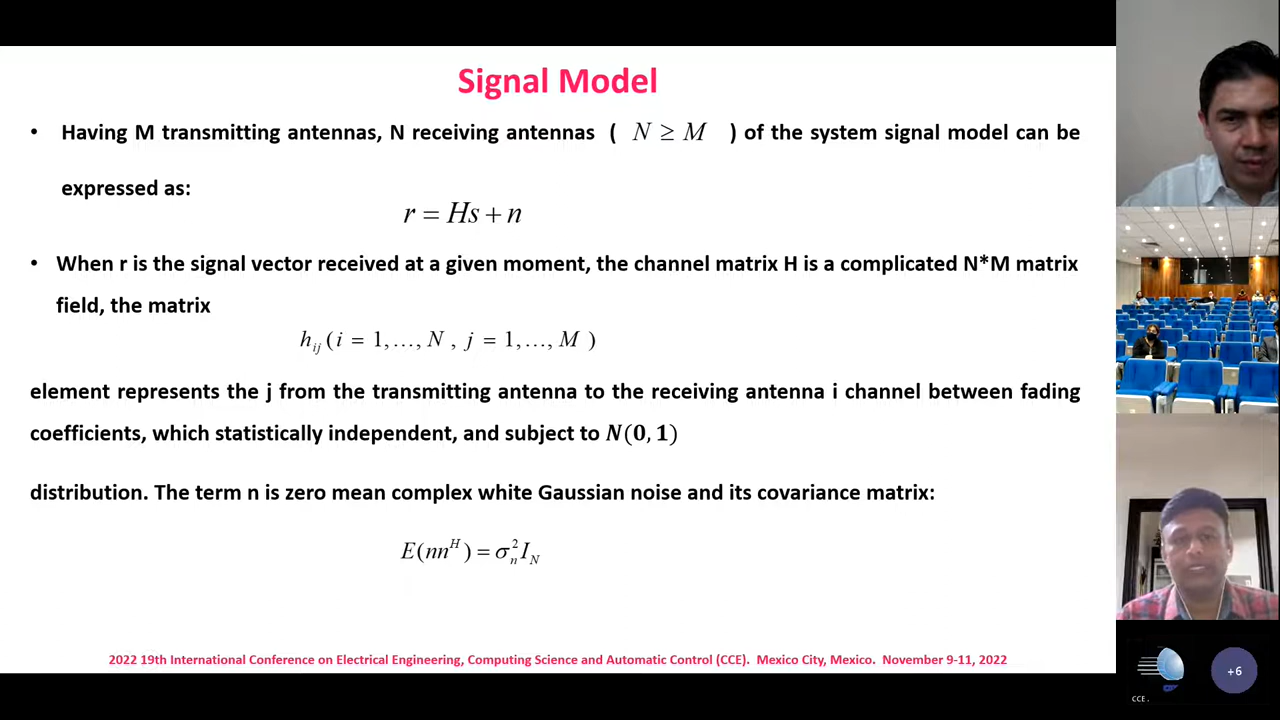 Signal Model
• Having M transmitting antennas, N receiving antennas ( N ≥ M ) of the system signal model can be
expressed as:
r = Hs + n
• When r is the signal vector received at a given moment, the channel matrix H is a complicated N*M matrix
field, the matrix
h_ij (i = 1,…, N , j = 1,…, M )
element represents the j from the transmitting antenna to the receiving antenna i channel between fading
coefficients, which statistically independent, and subject to N(0, 1)
distribution. The term n is zero mean complex white Gaussian noise and its covariance matrix:
E(nn^H) = σ_n^2 I_N
2022 19th International Conference on Electrical Engineering, Computing Science and Automatic Control (CCE). Mexico City, Mexico. November 9-11, 2022
CCE .
+6